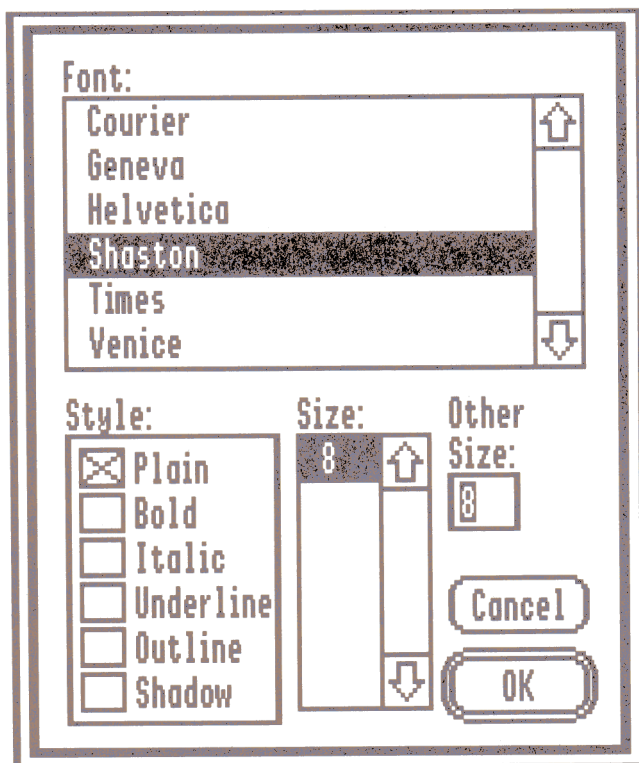 Font:
Courier
Geneva
Helvetica
Shaston
Times
Venice
Style:
Plain
Bold
Italic
Underline
Outline
Shadow
Size:
8
Other
Size:
8
Cancel
OK